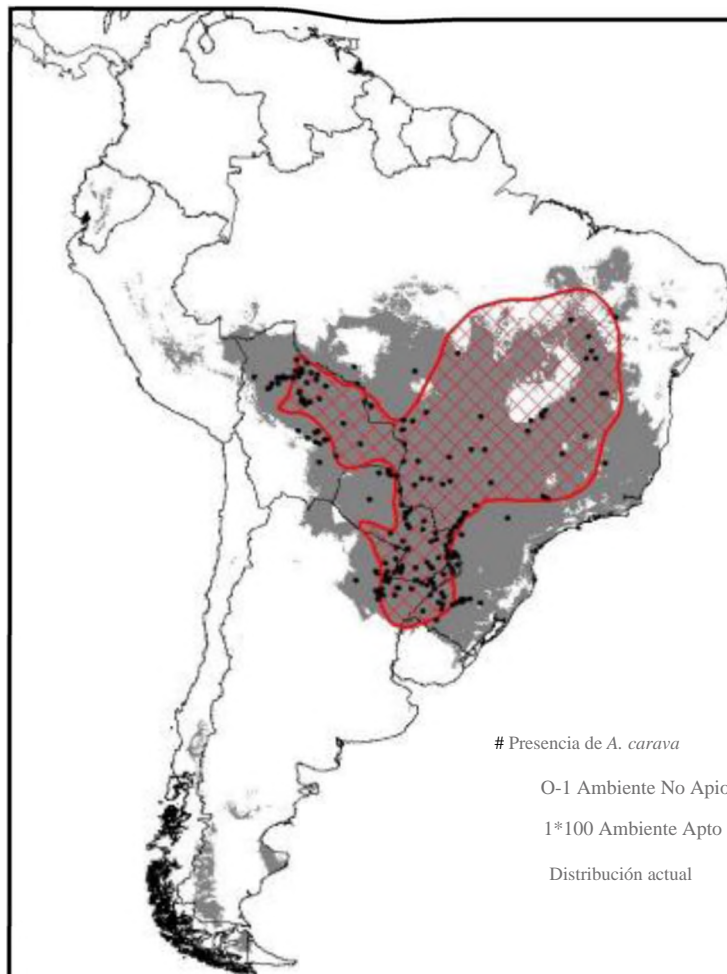 # Presencia de A. carava
O-1 Ambiente No Apio
1*100 Ambiente Apto
Distribución actual